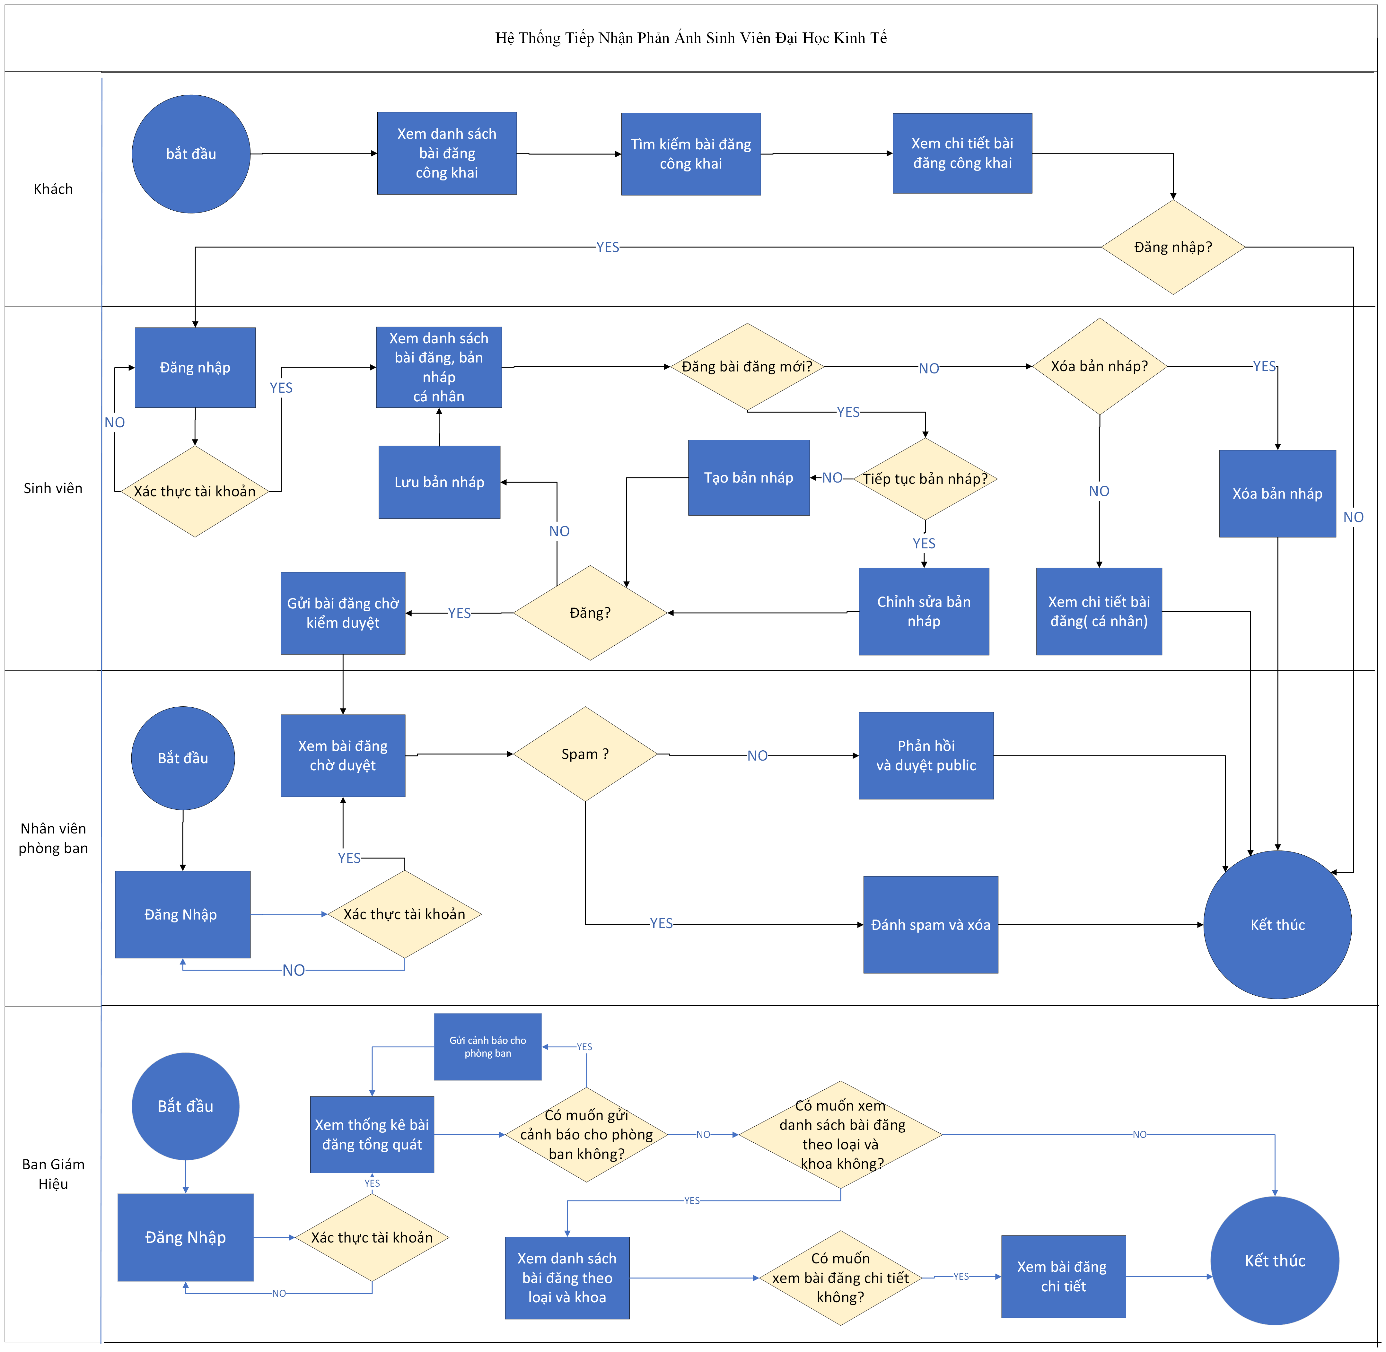 Hệ Thống Tiếp Nhận Phản Ánh Sinh Viên Đại Học Kinh Tế
Khách
bắt đầu
Xem danh sách
bài đăng
công khai
Tìm kiếm bài đăng
công khai
Xem chi tiết bài
đăng công khai
Đăng nhập?
YES
NO
Sinh viên
Đăng nhập
NO
Xác thực tài khoản
YES
Xem danh sách
bài đăng, bản
nháp
cá nhân
Đăng bài đăng mới?
NO
YES
Xóa bản nháp?
YES
NO
Lưu bản nháp
NO
Tạo bản nháp
NO
Tiếp tục bản nháp?
YES
Xóa bản nháp
Gửi bài đăng chờ
kiểm duyệt
YES
Đăng?
Chỉnh sửa bản
nháp
Xem chi tiết bài
đăng( cá nhân)
Nhân viên
phòng ban
Bắt đầu
Xem bài đăng
chờ duyệt
Spam ?
NO
Phản hồi
và duyệt public
YES
Đăng Nhập
Xác thực tài khoản
NO
YES
Đánh spam và xóa
Kết thúc
Ban Giám
Hiệu
Bắt đầu
Gửi cảnh báo cho
phòng ban
YES
Xem thống kê bài
đăng tổng quát
Có muốn gửi
cảnh báo cho phòng
ban không?
NO
Có muốn xem
danh sách bài đăng
theo loại và
khoa không?
NO
YES
YES
Đăng Nhập
Xác thực tài khoản
NO
Xem danh sách
bài đăng theo
loại và khoa
Có muốn
xem bài đăng chi tiết
không?
YES
Xem bài đăng
chi tiết
Kết thúc